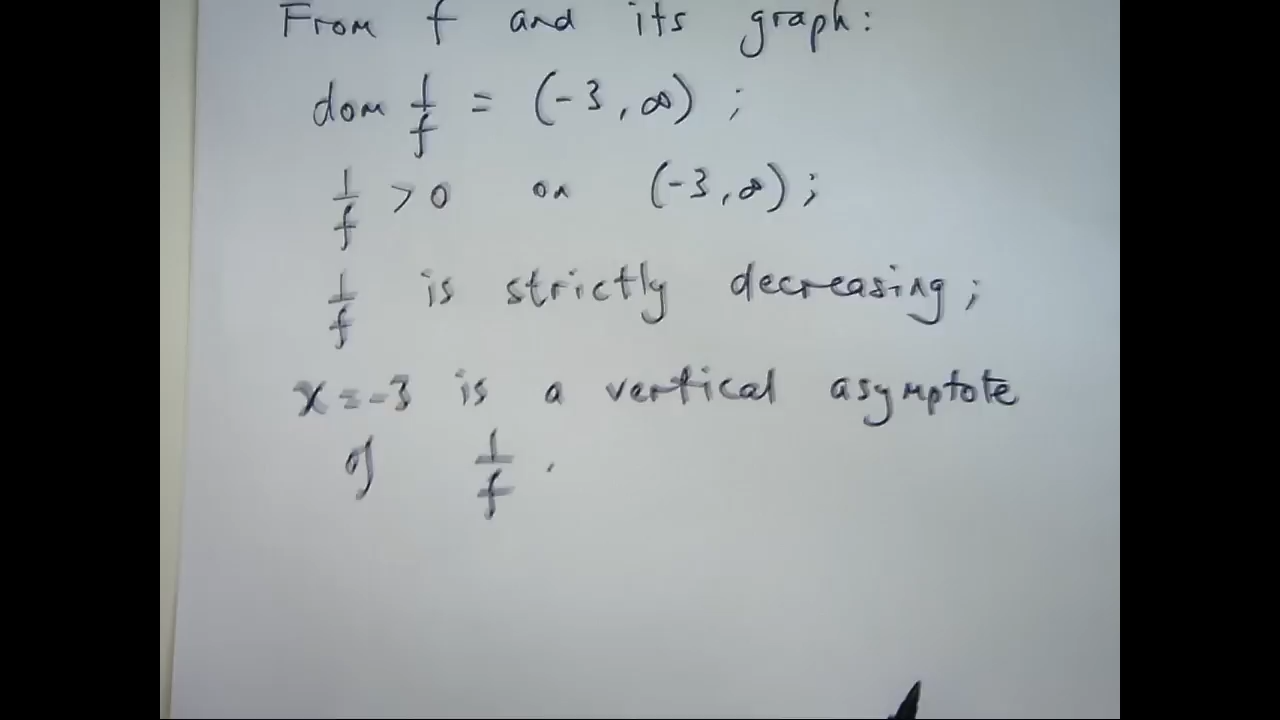 From f and its graph:
dom 1/f = (-3, ∞) ;
1/f > 0 on (-3, ∞) ;
1/f is strictly decreasing ;
x = -3 is a vertical asymptote
of 1/f .